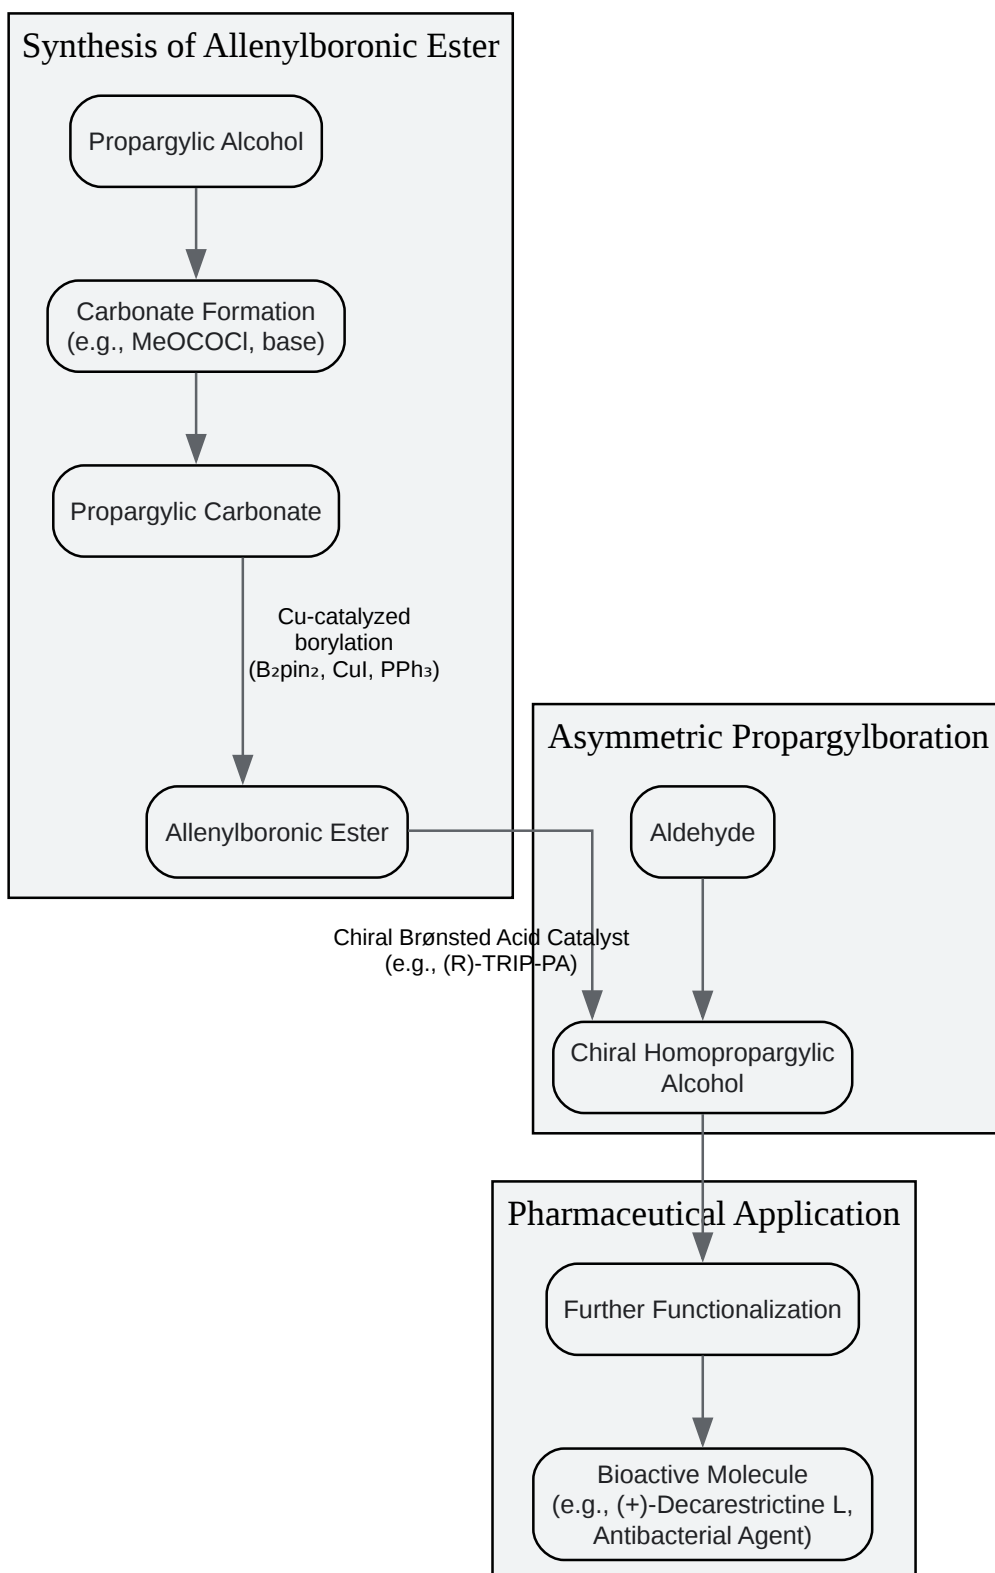 Synthesis of Allenylboronic Ester
Propargylic Alcohol
Carbonate Formation
(e.g., MeOCOCl, base)
Propargylic Carbonate
Cu-catalyzed
borylation
(B₂pin₂, CuI, PPh₃)
Allenylboronic Ester
Asymmetric Propargylboration
Aldehyde
Chiral Brønsted Acid Catalyst
(e.g., (R)-TRIP-PA)
Chiral Homopropargylic
Alcohol
Pharmaceutical Application
Further Functionalization
Bioactive Molecule
(e.g., (+)-Decarestrictine L,
Antibacterial Agent)